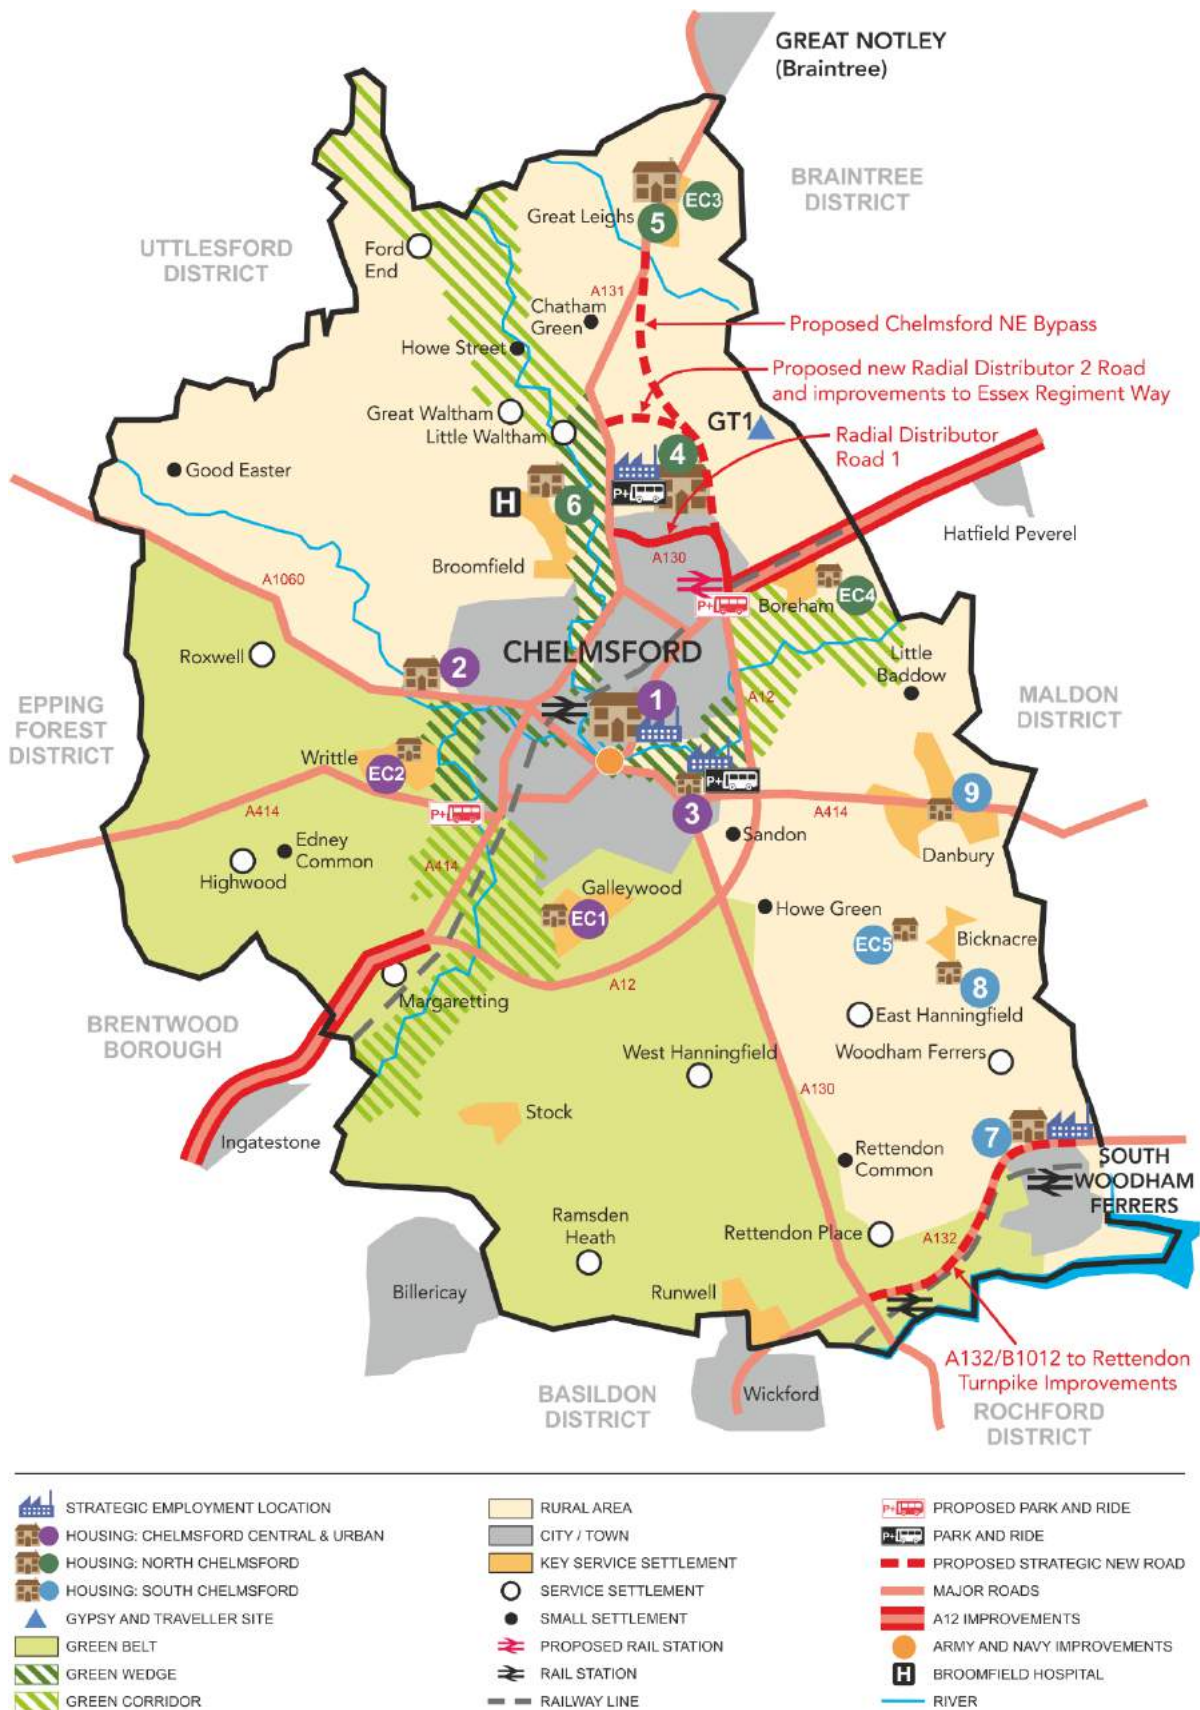 GREAT NOTLEY
(Braintree)
BRAINTREE
DISTRICT
EC3
Great Leighs
5
UTTLESFORD
DISTRICT
Ford
End
A131
Chatham
Green
Proposed Chelmsford NE Bypass
Howe Street
Proposed new Radial Distributor 2 Road
and improvements to Essex Regiment Way
Great Waltham
Little Waltham
GT1
Radial Distributor
Road 1
4
Good Easter
P+
H
6
Hatfield Peverel
A130
Broomfield
A1060
P+
Boreham
EC4
CHELMSFORD
Roxwell
2
Little
Baddow
1
A12
EPPING
FOREST
DISTRICT
MALDON
DISTRICT
Writtle
EC2
P+
9
P+
3
A414
A414
Sandon
Danbury
Edney
Common
Highwood
A414
Galleywood
EC1
Howe Green
EC5
Bicknacre
8
A12
Margaretting
East Hanningfield
BRENTWOOD
BOROUGH
West Hanningfield
Woodham Ferrers
A130
Stock
7
Ingatestone
SOUTH
WOODHAM
FERRERS
Rettendon
Common
Ramsden
Heath
Rettendon Place
A132
Billericay
Runwell
A132/B1012 to Rettendon
Turnpike Improvements
BASILDON
DISTRICT
Wickford
ROCHFORD
DISTRICT
STRATEGIC EMPLOYMENT LOCATION
HOUSING: CHELMSFORD CENTRAL & URBAN
HOUSING: NORTH CHELMSFORD
HOUSING: SOUTH CHELMSFORD
GYPSY AND TRAVELLER SITE
GREEN BELT
GREEN WEDGE
GREEN CORRIDOR
RURAL AREA
CITY / TOWN
KEY SERVICE SETTLEMENT
SERVICE SETTLEMENT
SMALL SETTLEMENT
PROPOSED RAIL STATION
RAIL STATION
RAILWAY LINE
P+ PROPOSED PARK AND RIDE
P+ PARK AND RIDE
PROPOSED STRATEGIC NEW ROAD
MAJOR ROADS
A12 IMPROVEMENTS
ARMY AND NAVY IMPROVEMENTS
H BROOMFIELD HOSPITAL
RIVER